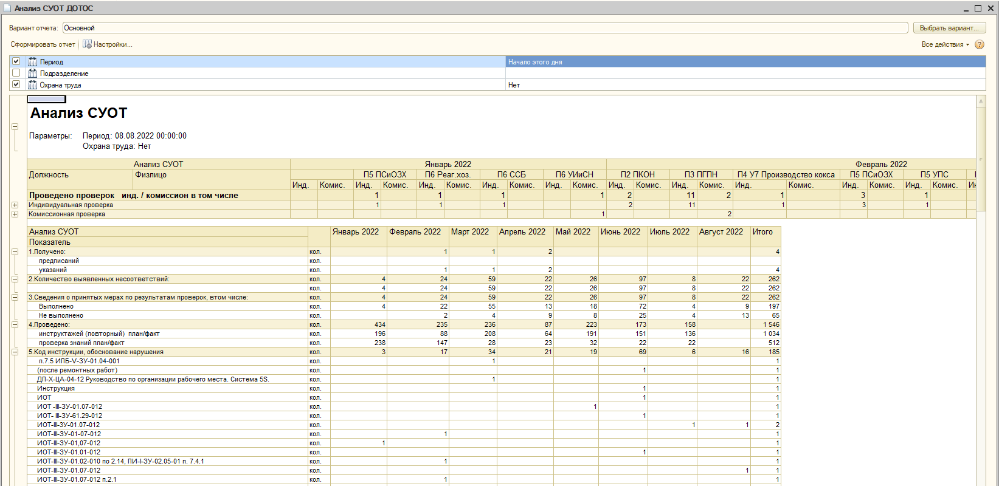 Анализ СУОТ ДОТОС
Вариант отчета: Основной Выбрать вариант...
Сформировать отчет Настройки... Все действия
Период Начало этого дня
Подразделение
Охрана труда Нет
Анализ СУОТ
Параметры: Период: 08.08.2022 00:00:00
Охрана труда: Нет
Анализ СУОТ Январь 2022 Февраль 2022
Должность Физлицо П5 ПСиОЗХ П6 Реаг.хоз. П6 ССБ П6 УИиСН П2 ПКОН П3 ПГПН П4 У7 Производство кокса П5 ПСиОЗХ П5 УПС
Инд. Комис. Инд. Комис. Инд. Комис. Инд. Комис. Инд. Комис. Инд. Комис. Инд. Комис. Инд. Комис. Инд. Комис. Инд. Комис.
Проведено проверок инд. / комиссион в том числе 1 1 1 1 2 11 2 1 3 1
Индивидуальная проверка 1 1 1 2 11 1 3 1
Комиссионная проверка 1 2
Анализ СУОТ Январь 2022 Февраль 2022 Март 2022 Апрель 2022 Май 2022 Июнь 2022 Июль 2022 Август 2022 Итого
Показатель
1.Получено: кол. 1 1 2 4
предписаний кол.
указаний кол. 1 1 2 4
2.Количество выявленных несоответствий: кол. 4 24 59 22 26 97 8 22 262
кол. 4 24 59 22 26 97 8 22 262
3.Сведения о принятых мерах по результатам проверок, втом числе: кол. 4 24 59 22 26 97 8 22 262
Выполнено кол. 4 22 55 13 18 72 4 9 197
Не выполнено кол. 2 4 9 8 25 4 13 65
4.Проведено: кол. 434 235 236 87 223 173 158 1 546
инструктажей (повторный) план/факт кол. 196 88 208 64 191 151 136 1 034
проверка знаний план/факт кол. 238 147 28 23 32 22 22 512
5.Код инструкции, обоснование нарушения кол. 3 17 34 21 19 69 6 16 185
п.7.5 ИПБ-V-ЗУ-01.04-001 кол. 1 1
(после ремонтных работ) кол. 1 1
ДП-Х-ЦА-04-12 Руководство по организации рабочего места. Система 5S. кол. 1 1
Инструкция кол. 1 1
ИОТ кол. 1 1
ИОТ -III-ЗУ-01.07-012 кол. 1 1
ИОТ- III-ЗУ-61.29-012 кол. 1 1
ИОТ-III-ЗУ-01.07-012 кол. 1 1 2
ИОТ-III-ЗУ-01-07-012 кол. 1 1
ИОТ-III-ЗУ-01,07-012 кол. 1 1
ИОТ-III-ЗУ-01.01-012 кол. 1 1
ИОТ-III-ЗУ-01.02-010 по 2.14, ПИ-I-ЗУ-02.05-01 п. 7.4.1 кол. 1 1
ИОТ-III-ЗУ-01.07-012 кол. 1 1
ИОТ-III-ЗУ-01.07-012 п.2.1 кол. 1 1